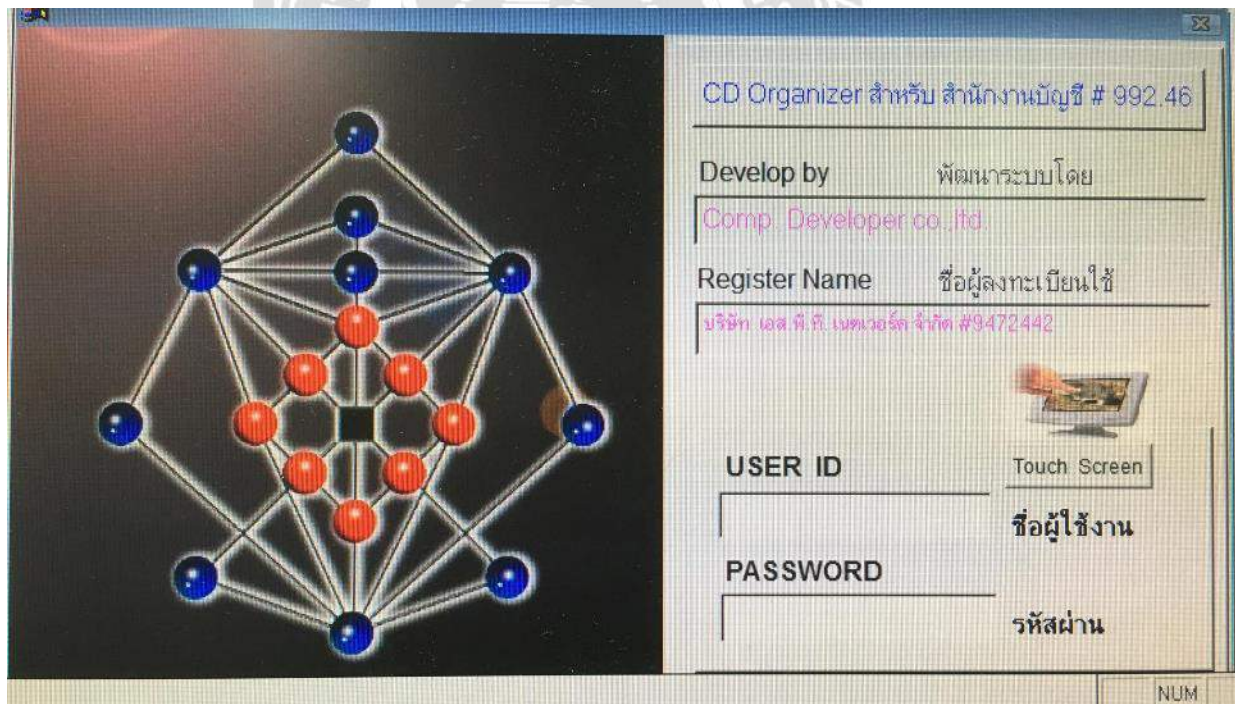 CD Organizer สำหรับ สำนักงานบัญชี # 992.46
Develop by พัฒนาระบบโดย
Comp. Developer co.,ltd.
Register Name ชื่อผู้ลงทะเบียนใช้
บริษัท เอส.พี.ที. เนตเวอร์ค จำกัด #9472442
USER ID
Touch Screen
ชื่อผู้ใช้งาน
PASSWORD
รหัสผ่าน
NUM